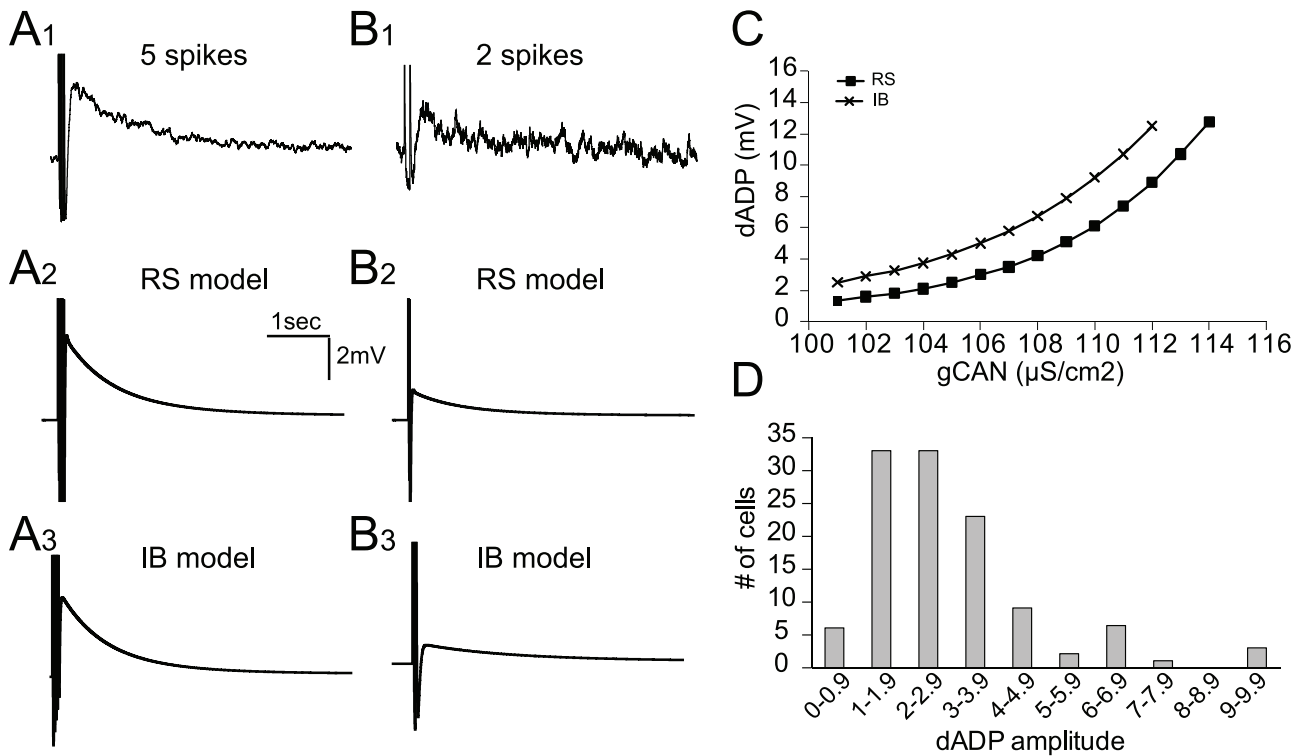 A1
5 spikes
B1
2 spikes
A2
RS model
1sec
2mV
B2
RS model
A3
IB model
B3
IB model
C
16
14
12
10
8
6
4
2
0
dADP (mV)
RS
IB
100 102 104 106 108 110 112 114 116
gCAN (µS/cm2)
D
35
30
25
20
15
10
5
0
# of cells
0-0.9 1-1.9 2-2.9 3-3.9 4-4.9 5-5.9 6-6.9 7-7.9 8-8.9 9-9.9
dADP amplitude